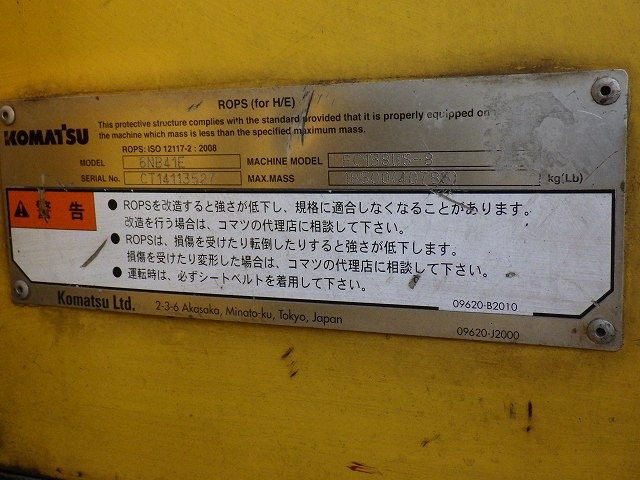 ROPS (for H/E)
KOMATSU
This protective structure complies with the standard provided that it is properly equipped on
the machine which mass is less than the specified maximum mass.
ROPS: ISO 12117-2 : 2008
MODEL 6NB41E MACHINE MODEL PC138US-8
SERIAL No. CT14113527 MAX.MASS kg(Lb)
警告
● ROPSを改造すると強さが低下し、規格に適合しなくなることがあります。
改造を行う場合は、コマツの代理店に相談して下さい。
● ROPSは、損傷を受けたり転倒したりすると強さが低下します。
損傷を受けたり変形した場合は、コマツの代理店に相談して下さい。
● 運転時は、必ずシートベルトを着用して下さい。
09620-B2010
Komatsu Ltd. 2-3-6 Akasaka, Minato-ku, Tokyo, Japan
09620-J2000